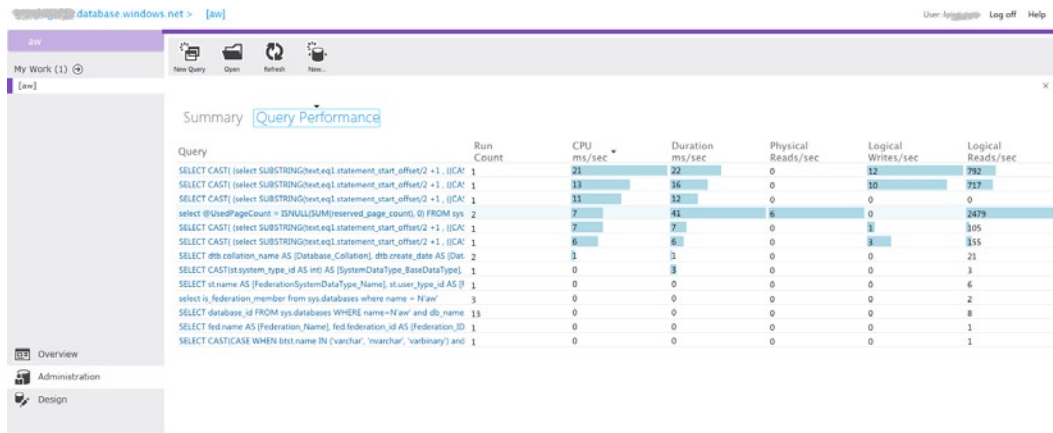 database.windows.net > [aw]
User: Log off Help
aw
My Work (1)
[aw]
New Query Open Refresh New...
Summary Query Performance
Query Run Count CPU ms/sec Duration ms/sec Physical Reads/sec Logical Writes/sec Logical Reads/sec
SELECT CAST( (select SUBSTRING(text,eq1.statement_start_offset/2 +1 , ((CAS 1 21 22 0 12 792
SELECT CAST( (select SUBSTRING(text,eq1.statement_start_offset/2 +1 , ((CAS 1 13 16 0 10 717
SELECT CAST( (select SUBSTRING(text,eq1.statement_start_offset/2 +1 , ((CAS 1 11 12 0 0 0
select @UsedPageCount = ISNULL(SUM(reserved_page_count), 0) FROM sys 2 7 41 6 0 2479
SELECT CAST( (select SUBSTRING(text,eq1.statement_start_offset/2 +1 , ((CAS 1 7 7 0 1 105
SELECT CAST( (select SUBSTRING(text,eq1.statement_start_offset/2 +1 , ((CAS 1 6 6 0 3 155
SELECT dtb.collation_name AS [Database_Collation], dtb.create_date AS [Dat 2 1 1 0 0 21
SELECT CAST(st.system_type_id AS int) AS [SystemDataType_BaseDataType], 1 0 3 0 0 3
SELECT st.name AS [FederationSystemDataType_Name], st.user_type_id AS [F 1 0 0 0 0 6
select is_federation_member from sys.databases where name = N'aw' 3 0 0 0 0 2
SELECT database_id FROM sys.databases WHERE name=N'aw' and db_name 13 0 0 0 0 8
SELECT fed.name AS [Federation_Name], fed.federation_id AS [Federation_ID 1 0 0 0 0 1
SELECT CAST(CASE WHEN btst.name IN ('varchar', 'nvarchar', 'varbinary') and 1 0 0 0 0 1
Overview
Administration
Design